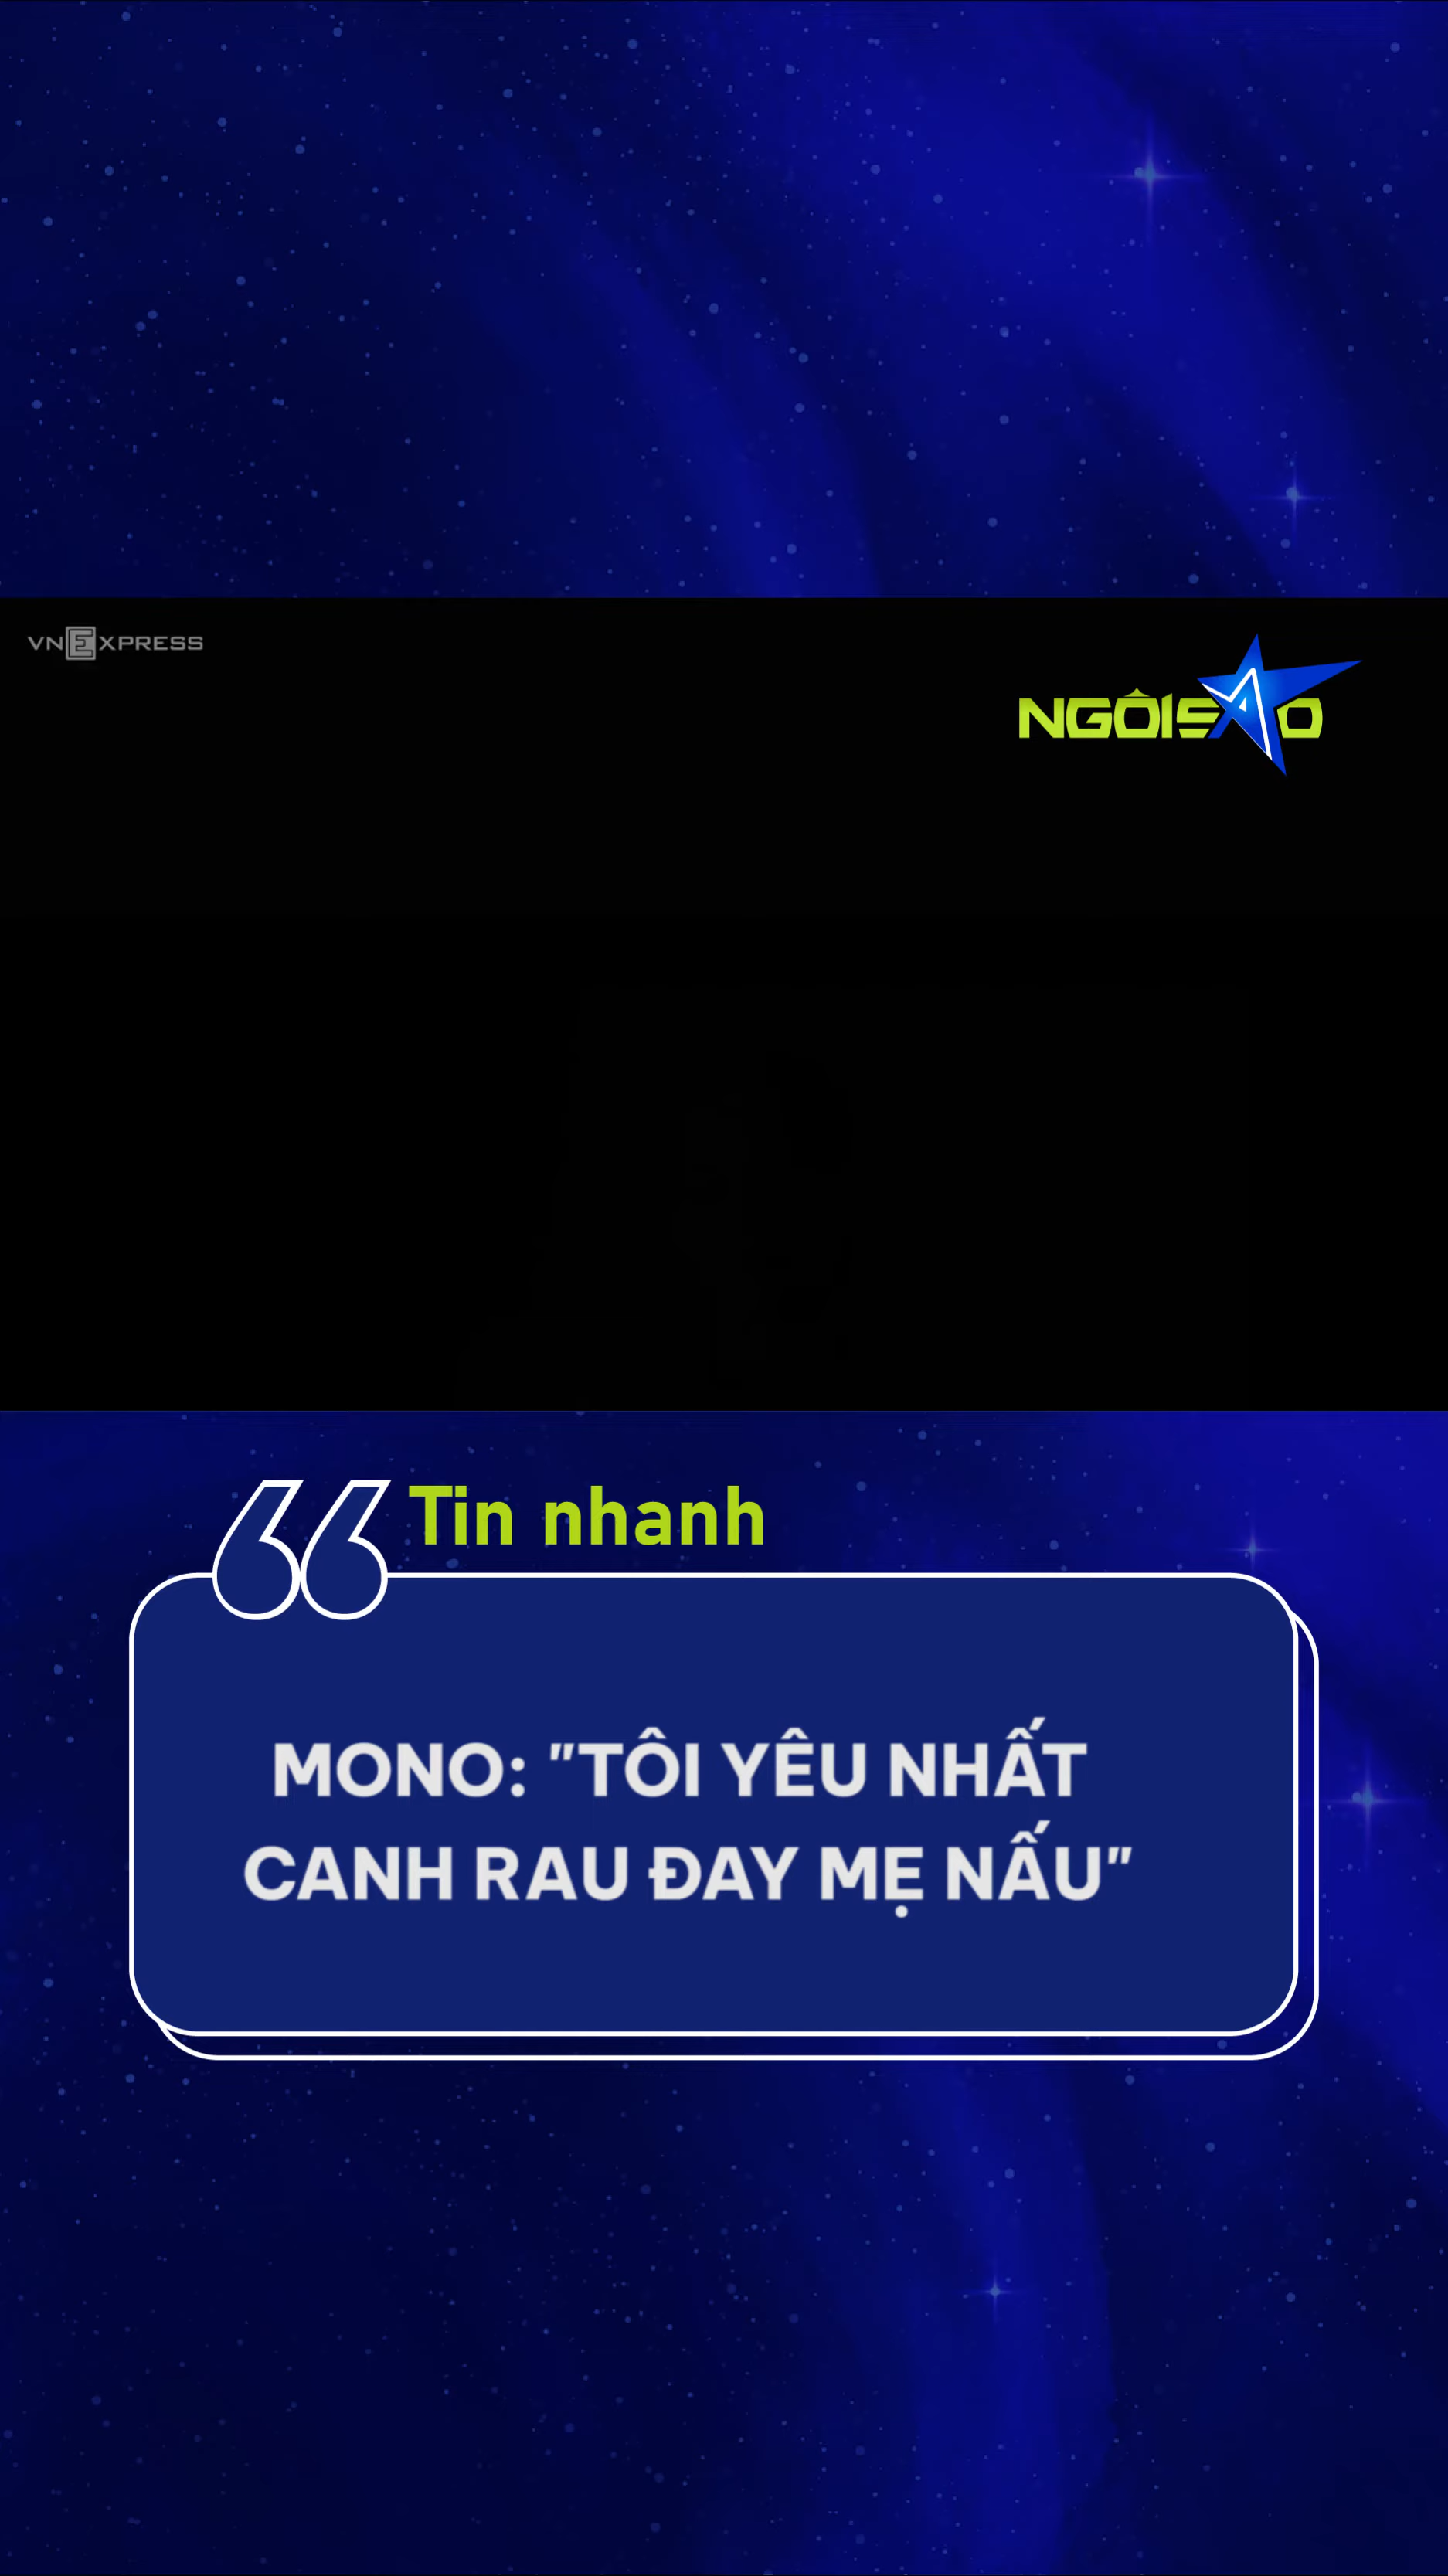 VNEXPRESS
NGÔISAO
Tin nhanh
MONO: "TÔI YÊU NHẤT
CANH RAU ĐAY MẸ NẤU"